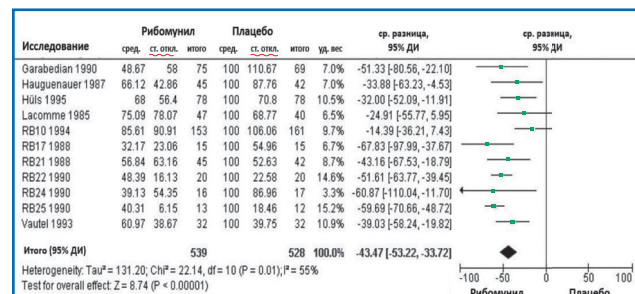 Рибомунил Плацебо ср. разница, ср. разница,
Исследование сред. ст. откл. итого сред. ст. откл. итого уд. вес 95% ДИ 95% ДИ
Garabedian 1990 48.67 58 75 100 110.67 69 7.0% -51.33 [-80.56, -22.10]
Hauguenauer 1987 66.12 42.86 45 100 87.76 42 7.0% -33.88 [-63.23, -4.53]
Hüls 1995 68 56.4 78 100 70.8 78 10.7% -32.00 [-52.09, -11.91]
Lacomme 1985 75.09 78.07 47 100 68.77 40 6.5% -24.91 [-55.77, 5.95]
RB10 1994 85.61 90.91 153 100 106.06 161 9.8% -14.39 [-36.21, 7.43]
RB17 1988 32.17 23.06 15 100 54.96 15 6.7% -67.83 [-97.99, -37.67]
RB21 1988 56.84 63.16 45 100 52.63 42 8.7% -43.16 [-67.53, -18.79]
RB22 1990 48.39 16.13 20 100 22.58 20 14.7% -51.61 [-63.77, -39.45]
RB24 1990 39.13 54.35 16 100 86.96 17 3.3% -60.87 [-110.04, -11.70]
RB25 1990 40.31 6.15 13 100 18.46 12 15.2% -59.69 [-70.66, -48.72]
Vautel 1993 60.97 38.67 32 100 39.75 32 11.1% -39.03 [-58.24, -19.82]
Итого (95% ДИ) 539 528 100.0% -43.47 [-53.22, -33.72]
Heterogeneity: Tau² = 131.20; Chi² = 22.14, df = 10 (P = 0.01); I² = 55%
Test for overall effect: Z = 8.74 (P < 0.00001)
-100 -50 0 50 100
Рибомунил Плацебо